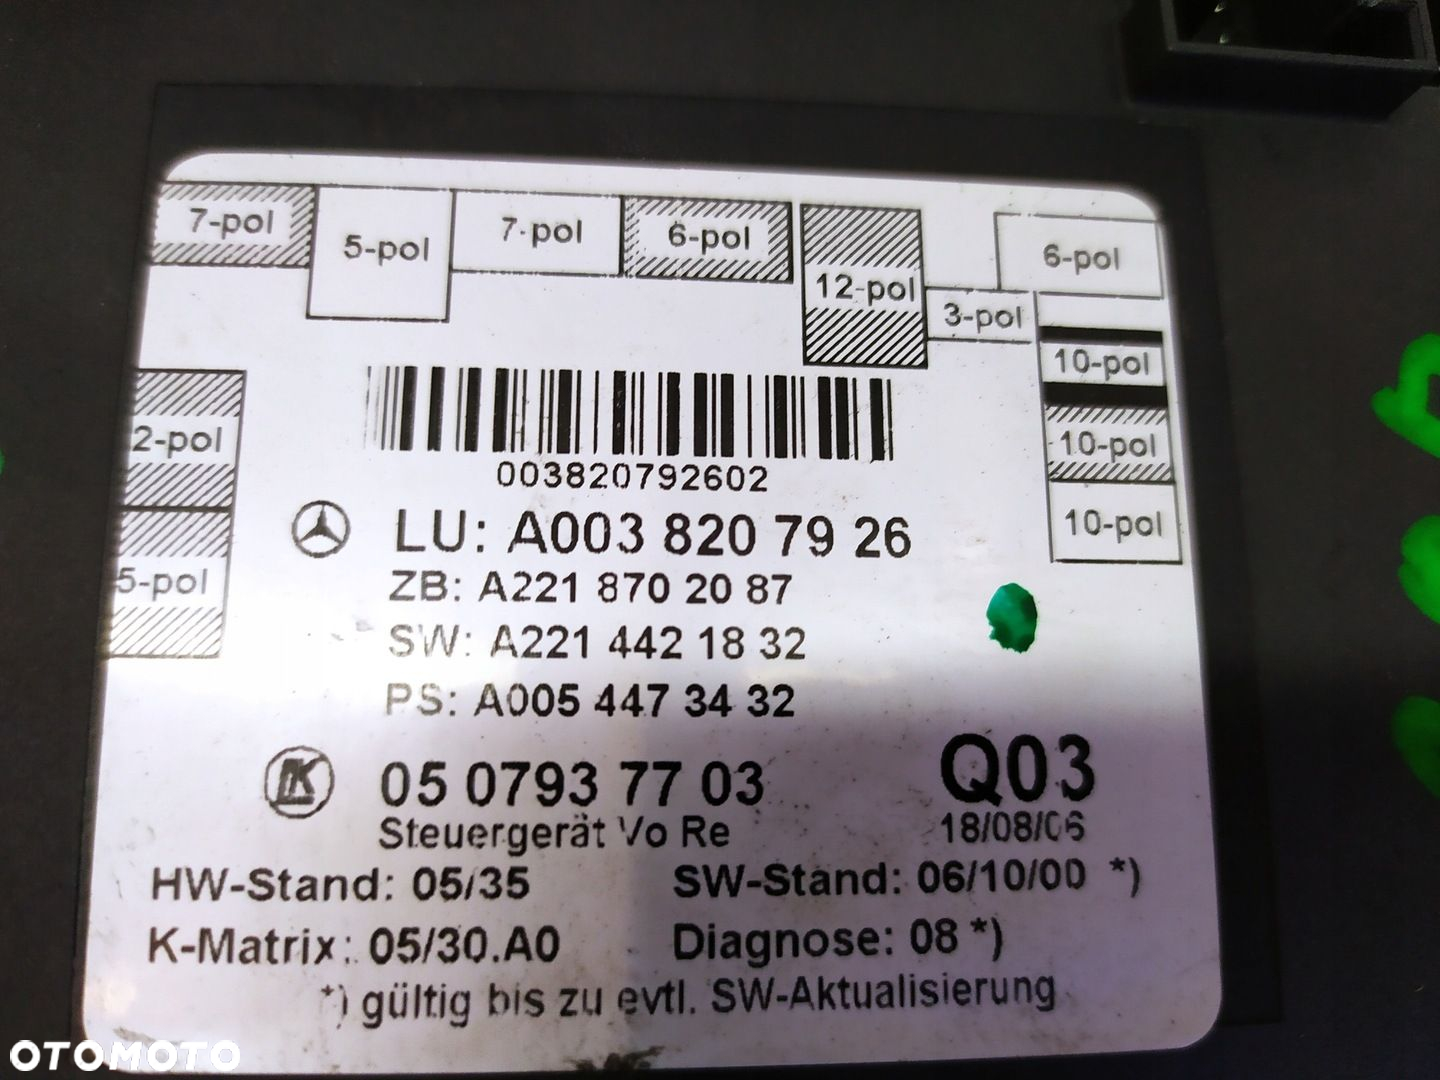 7-pol
5-pol
7-pol
6-pol
12-pol
3-pol
6-pol
10-pol
10-pol
10-pol
2-pol
5-pol
003820792602
LU: A003 820 79 26
ZB: A221 870 20 87
SW: A221 442 18 32
PS: A005 447 34 32
05 0793 77 03
Q03
Steuergerät Vo Re
18/08/06
HW-Stand: 05/35
SW-Stand: 06/10/00 *)
K-Matrix: 05/30.A0
Diagnose: 08 *)
*) gültig bis zu evtl. SW-Aktualisierung
OTOMOTO